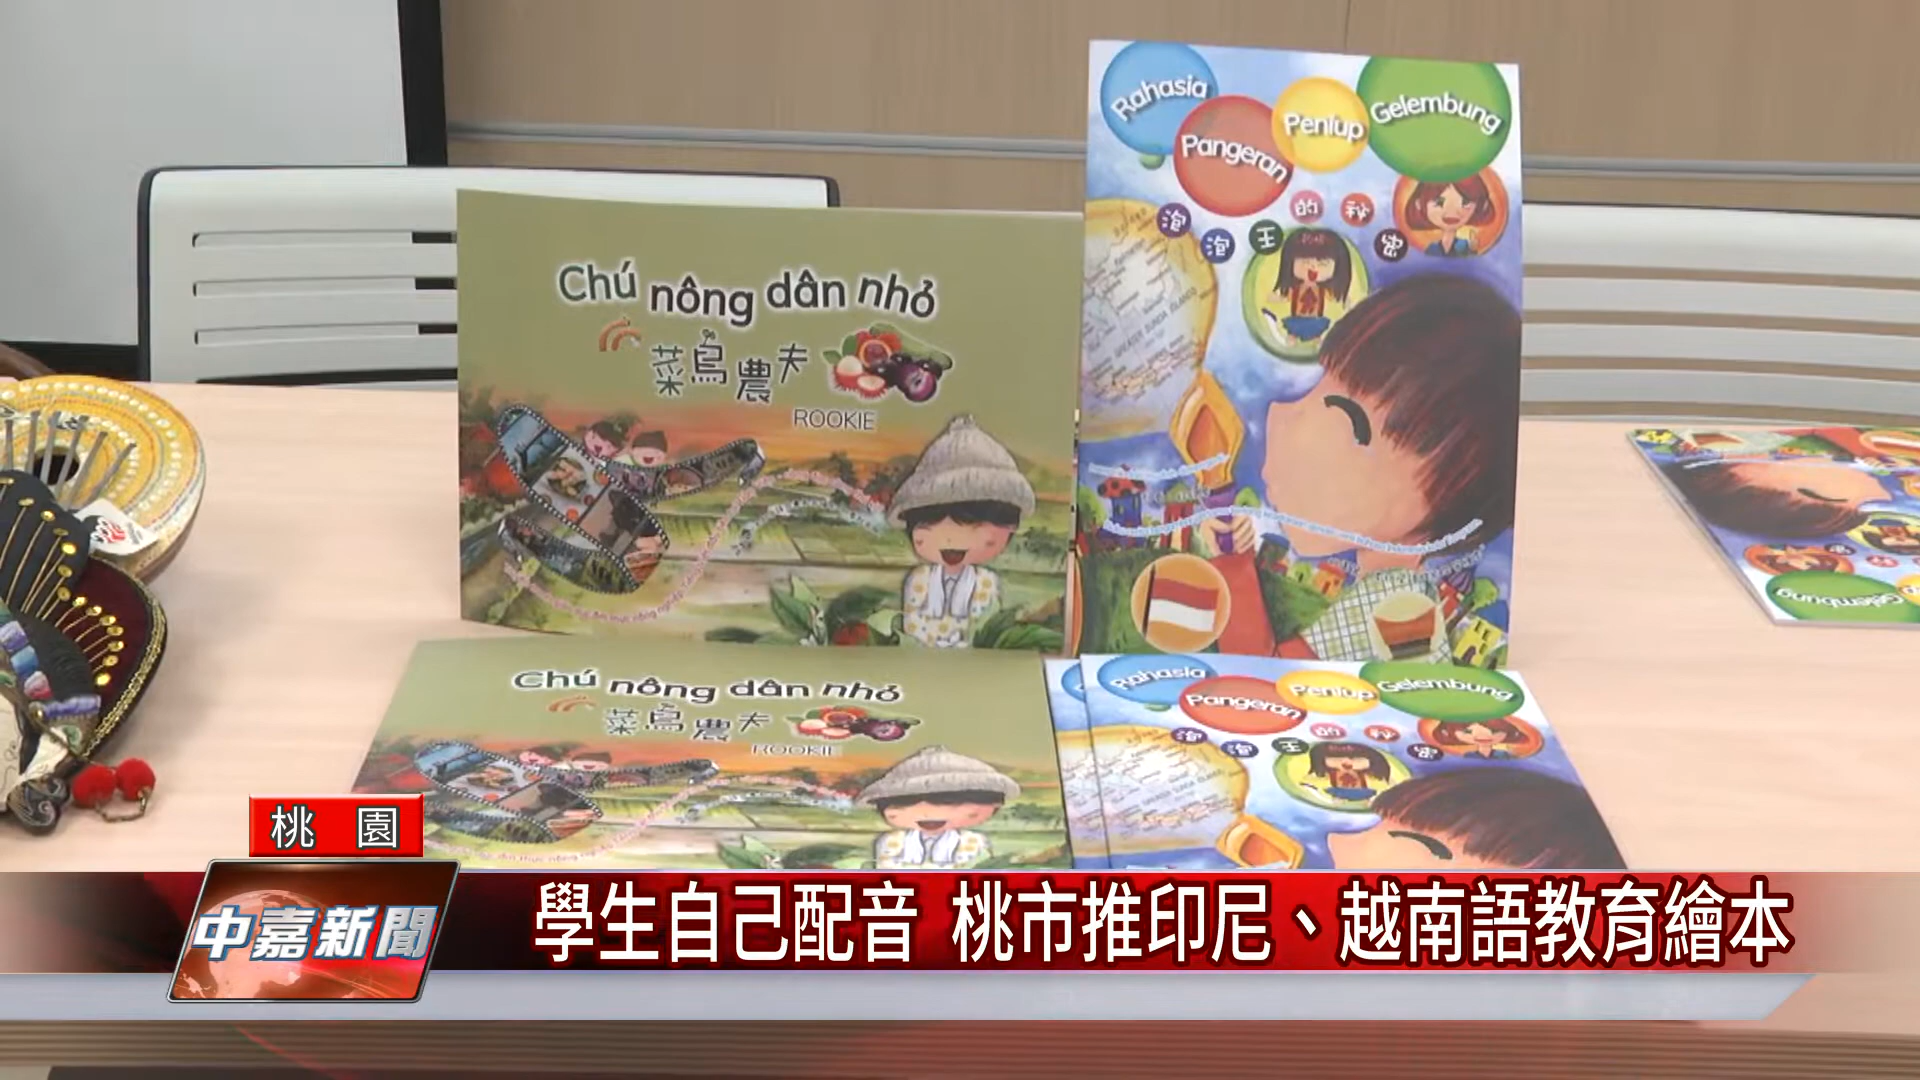 Chú nông dân nhỏ
菜鳥農夫
ROOKIE
Rahasia
Pangeran
Peniup
Gelembung
泡泡王的秘密
Chú nông dân nhỏ
菜鳥農夫
ROOKIE
Rahasia
Pangeran
Peniup
Gelembung
泡泡王的秘密
Gelembung
桃園
中嘉新聞
學生自己配音 桃市推印尼、越南語教育繪本